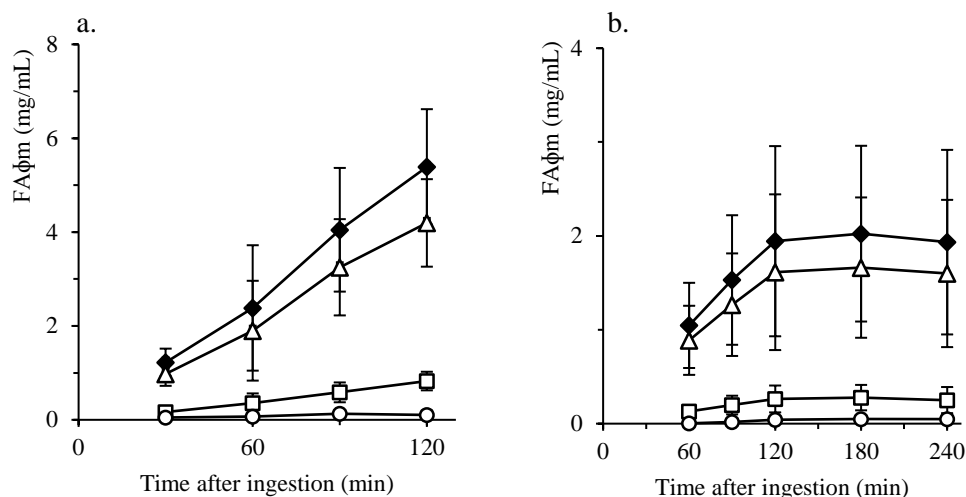 a.
8
6
4
2
0
FAϕm (mg/mL)
0
60
120
Time after ingestion (min)
b.
4
2
0
FAϕm (mg/mL)
0
60
120
180
240
Time after ingestion (min)